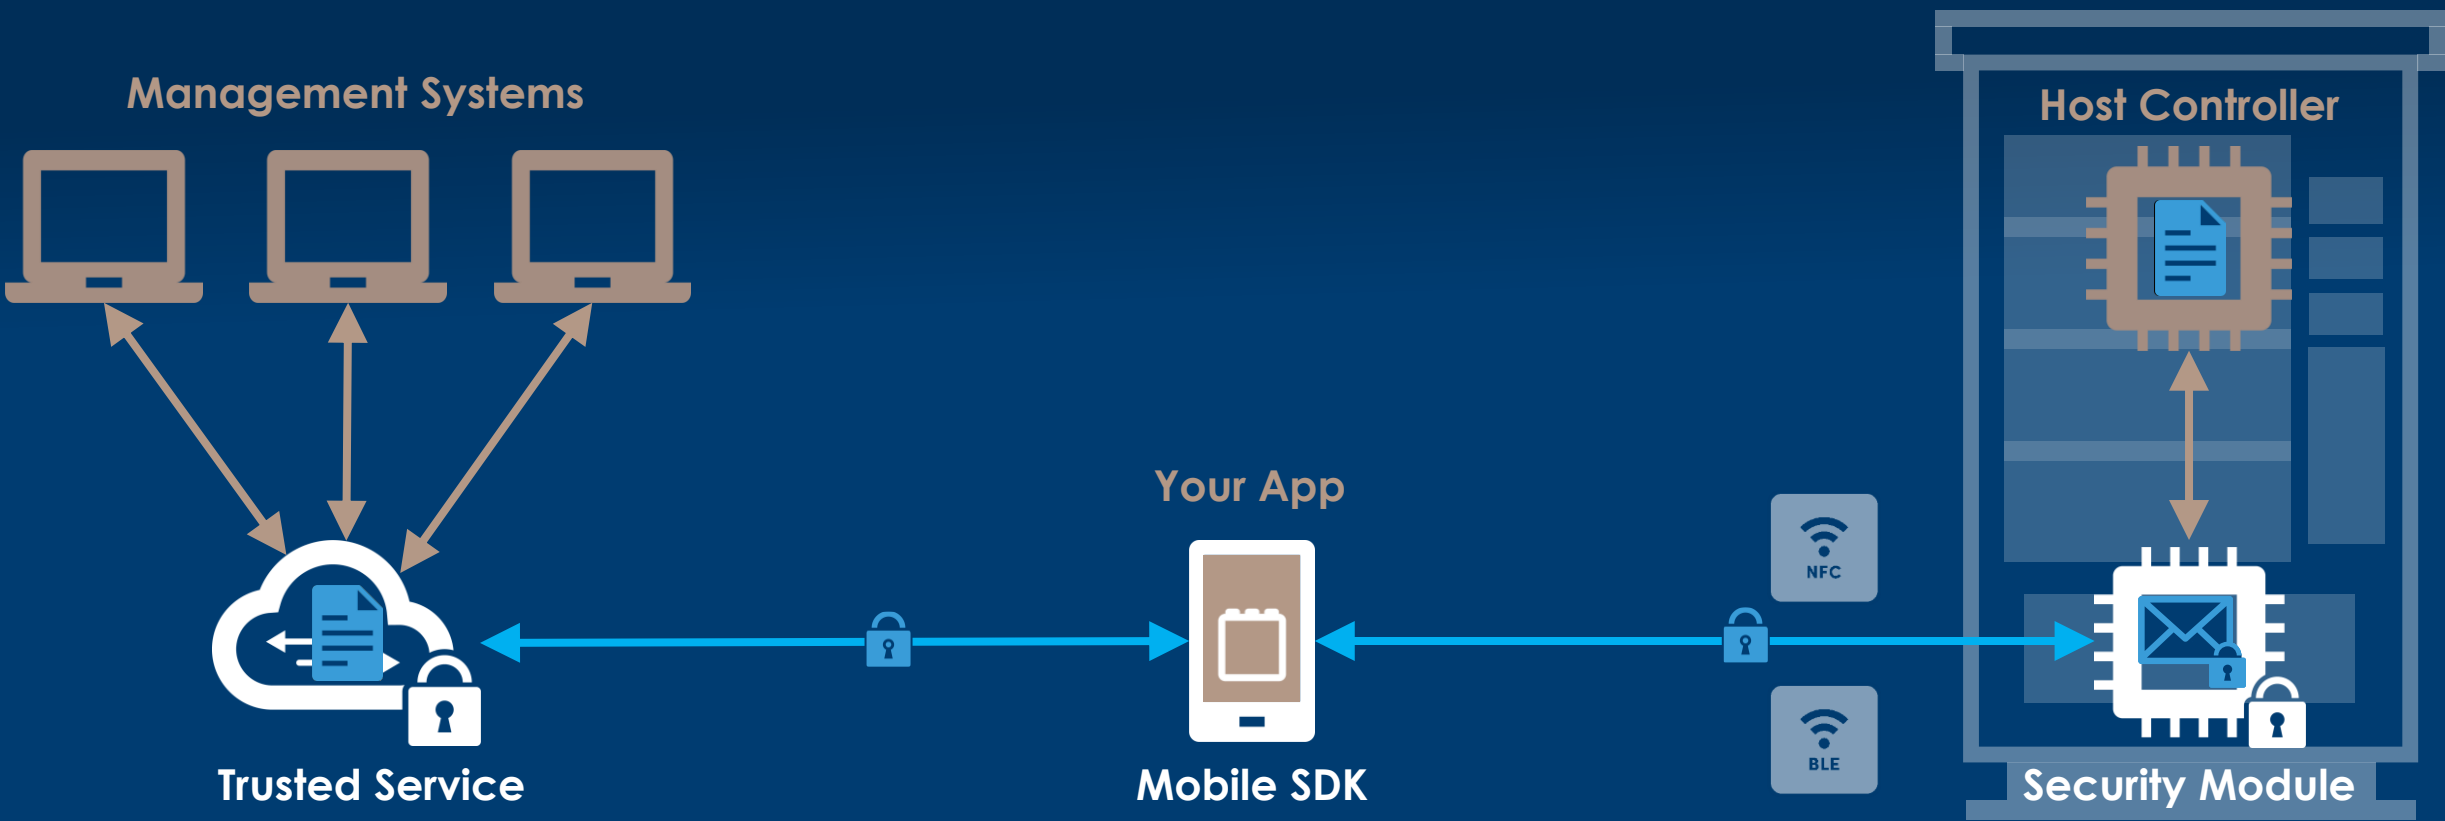 Management Systems
Host Controller
Your App
NFC
BLE
Trusted Service
Mobile SDK
Security Module